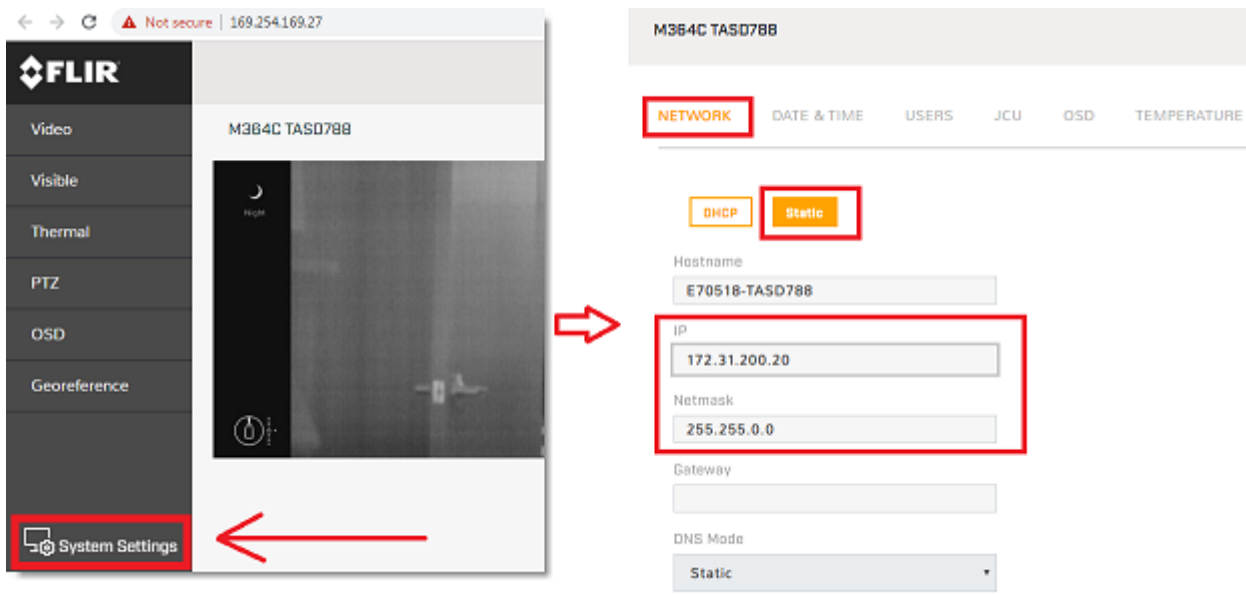 Not secure | 169.254.169.27
FLIR
Video
Visible
Thermal
PTZ
OSD
Georeference
System Settings
M364C TASD788
Night
M364C TASD788
NETWORK DATE & TIME USERS JCU OSD TEMPERATURE
DHCP Static
Hostname
E70518-TASD788
IP
172.31.200.20
Netmask
255.255.0.0
Gateway
DNS Mode
Static